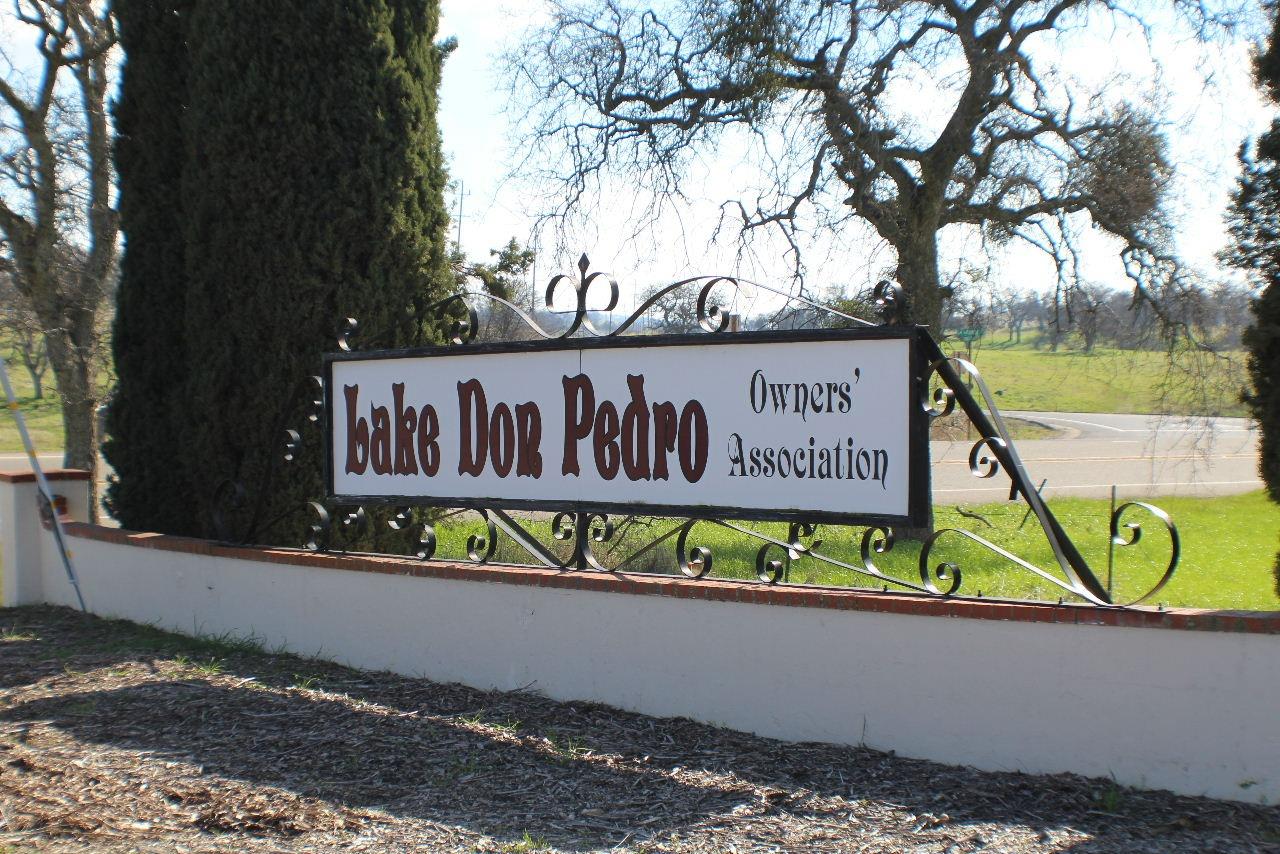 Lake Don Pedro
Owners'
Association